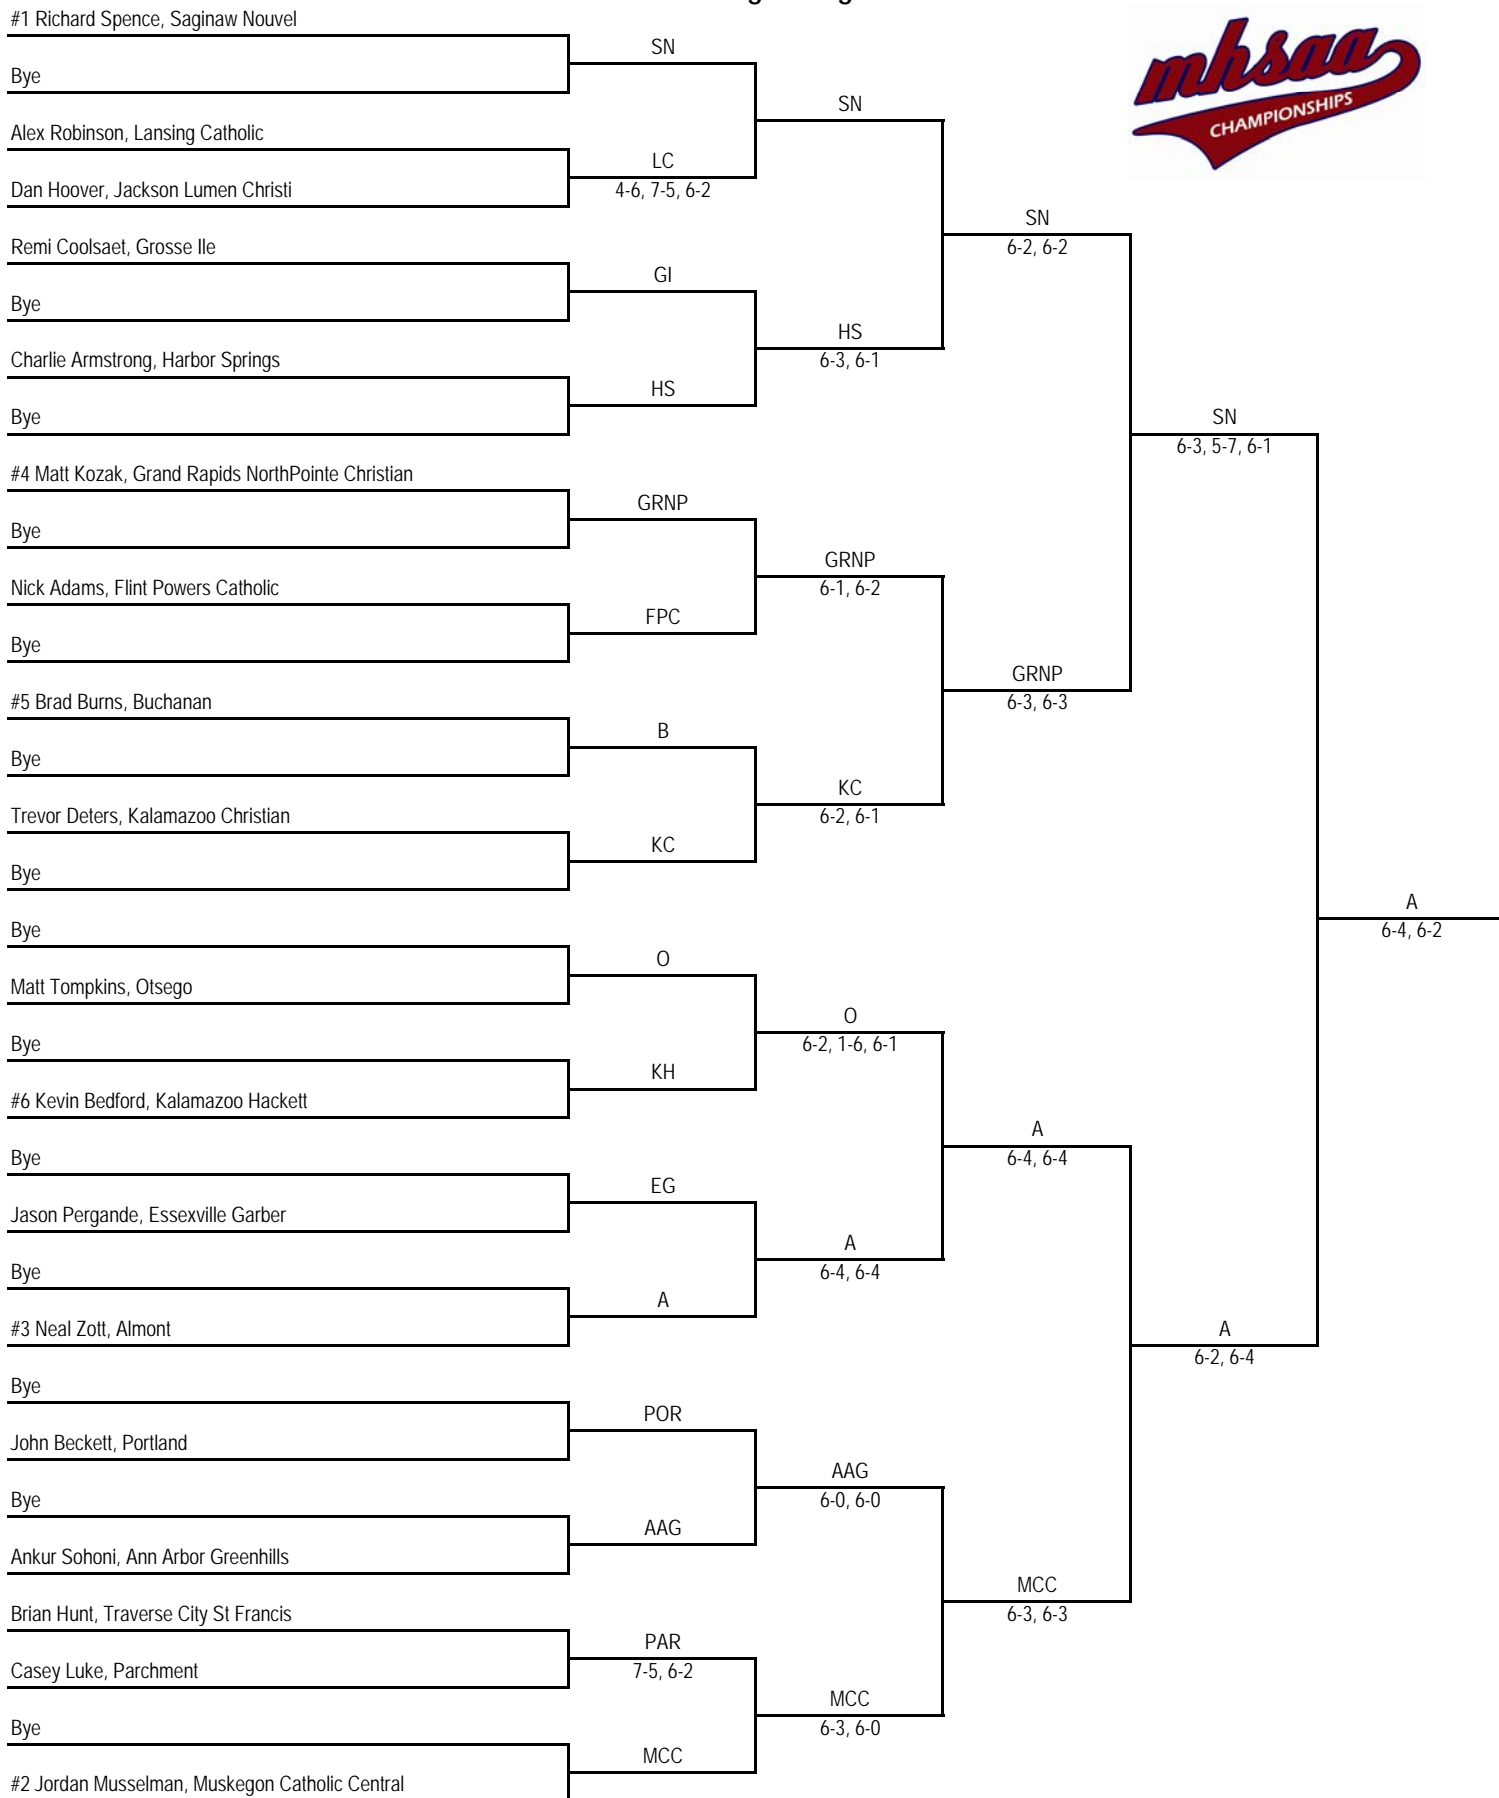 #1 Richard Spence, Saginaw Nouvel
Bye
Alex Robinson, Lansing Catholic
Dan Hoover, Jackson Lumen Christi
Remi Coolsaet, Grosse Ile
Bye
Charlie Armstrong, Harbor Springs
Bye
#4 Matt Kozak, Grand Rapids NorthPointe Christian
Bye
Nick Adams, Flint Powers Catholic
Bye
#5 Brad Burns, Buchanan
Bye
Trevor Deters, Kalamazoo Christian
Bye
Bye
Matt Tompkins, Otsego
Bye
#6 Kevin Bedford, Kalamazoo Hackett
Bye
Jason Pergande, Essexville Garber
Bye
#3 Neal Zott, Almont
Bye
John Beckett, Portland
Bye
Ankur Sohoni, Ann Arbor Greenhills
Brian Hunt, Traverse City St Francis
Casey Luke, Parchment
Bye
#2 Jordan Musselman, Muskegon Catholic Central
SN
LC
4-6, 7-5, 6-2
GI
HS
GRNP
FPC
B
KC
O
KH
EG
A
POR
AAG
PAR
7-5, 6-2
MCC
SN
HS
6-3, 6-1
GRNP
6-1, 6-2
KC
6-2, 6-1
O
6-2, 1-6, 6-1
A
6-4, 6-4
AAG
6-0, 6-0
MCC
6-3, 6-0
SN
6-2, 6-2
GRNP
6-3, 6-3
A
6-4, 6-4
MCC
6-3, 6-3
SN
6-3, 5-7, 6-1
A
6-2, 6-4
A
6-4, 6-2
mhsaa
CHAMPIONSHIPS